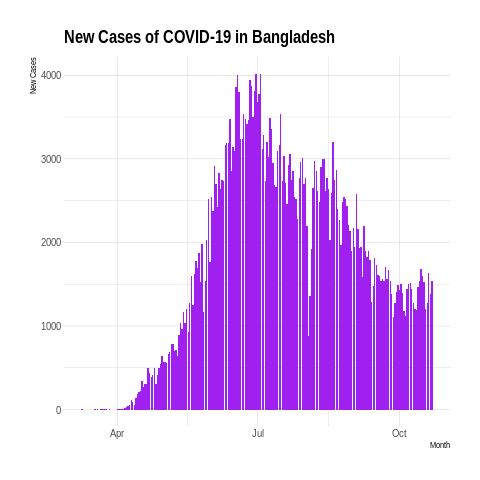 New Cases of COVID-19 in Bangladesh
New Cases
4000
3000
2000
1000
0
Apr
Jul
Oct
Month